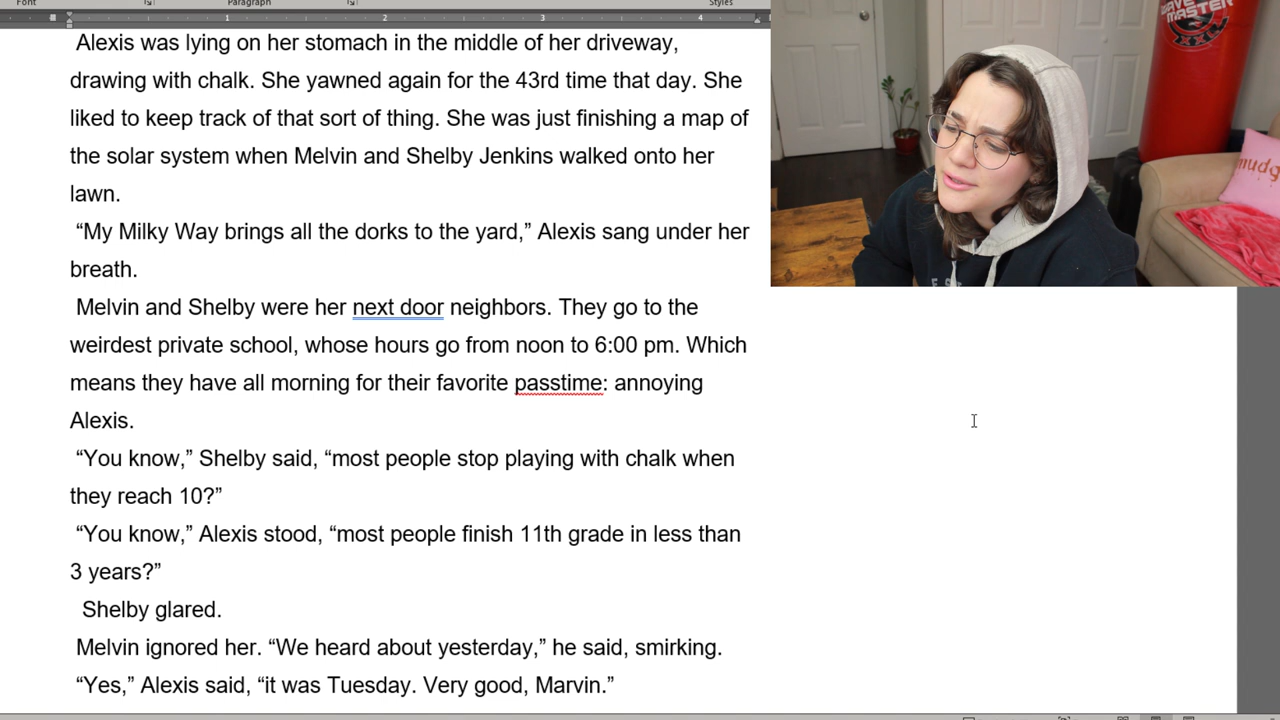 Font
Paragraph
Styles
1
2
3
4
Alexis was lying on her stomach in the middle of her driveway,
drawing with chalk. She yawned again for the 43rd time that day. She
liked to keep track of that sort of thing. She was just finishing a map of
the solar system when Melvin and Shelby Jenkins walked onto her
lawn.
“My Milky Way brings all the dorks to the yard,” Alexis sang under her
breath.
Melvin and Shelby were her next door neighbors. They go to the
weirdest private school, whose hours go from noon to 6:00 pm. Which
means they have all morning for their favorite passtime: annoying
Alexis.
“You know,” Shelby said, “most people stop playing with chalk when
they reach 10?”
“You know,” Alexis stood, “most people finish 11th grade in less than
3 years?”
Shelby glared.
Melvin ignored her. “We heard about yesterday,” he said, smirking.
“Yes,” Alexis said, “it was Tuesday. Very good, Marvin.”
WAVE
MASTER
XXL
smudg